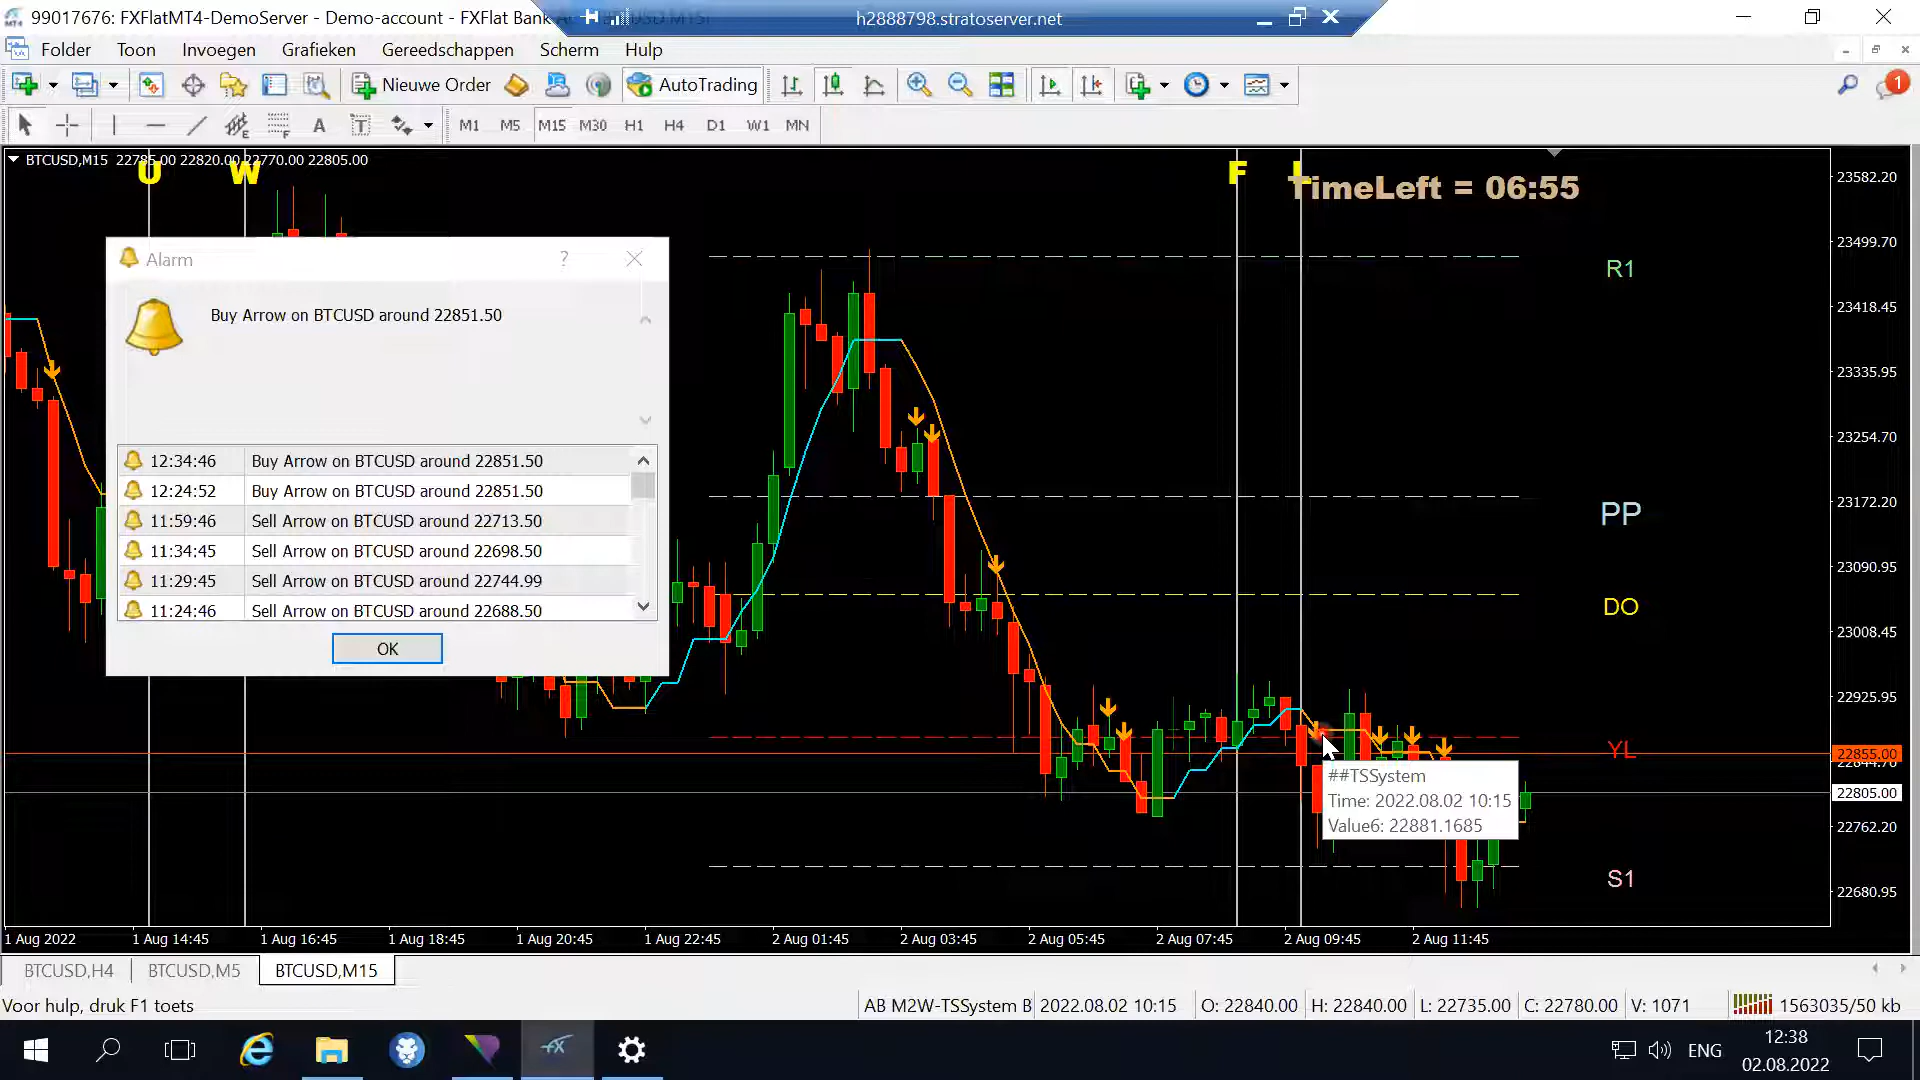 99017676: FXFlatMT4-DemoServer - Demo-account - FXFlat Bank
h2888798.stratoserver.net
Folder Toon Invoegen Grafieken Gereedschappen Scherm Hulp
Nieuwe Order AutoTrading 1
A T M1 M5 M15 M30 H1 H4 D1 W1 MN
BTCUSD,M15 22785.00 22820.00 22770.00 22805.00
U W F L
TimeLeft = 06:55
Alarm ?
Buy Arrow on BTCUSD around 22851.50
12:34:46 Buy Arrow on BTCUSD around 22851.50
12:24:52 Buy Arrow on BTCUSD around 22851.50
11:59:46 Sell Arrow on BTCUSD around 22713.50
11:34:45 Sell Arrow on BTCUSD around 22698.50
11:29:45 Sell Arrow on BTCUSD around 22744.99
11:24:46 Sell Arrow on BTCUSD around 22688.50
OK
R1
PP
DO
YL
S1
##TSSystem
Time: 2022.08.02 10:15
Value6: 22881.1685
23582.20
23499.70
23418.45
23335.95
23254.70
23172.20
23090.95
23008.45
22925.95
22855.00
22844.70
22805.00
22762.20
22680.95
1 Aug 2022 1 Aug 14:45 1 Aug 16:45 1 Aug 18:45 1 Aug 20:45 1 Aug 22:45 2 Aug 01:45 2 Aug 03:45 2 Aug 05:45 2 Aug 07:45 2 Aug 09:45 2 Aug 11:45
BTCUSD,H4 BTCUSD,M5 BTCUSD,M15
Voor hulp, druk F1 toets AB M2W-TSSystem B 2022.08.02 10:15 O: 22840.00 H: 22840.00 L: 22735.00 C: 22780.00 V: 1071 1563035/50 kb
ENG
12:38
02.08.2022